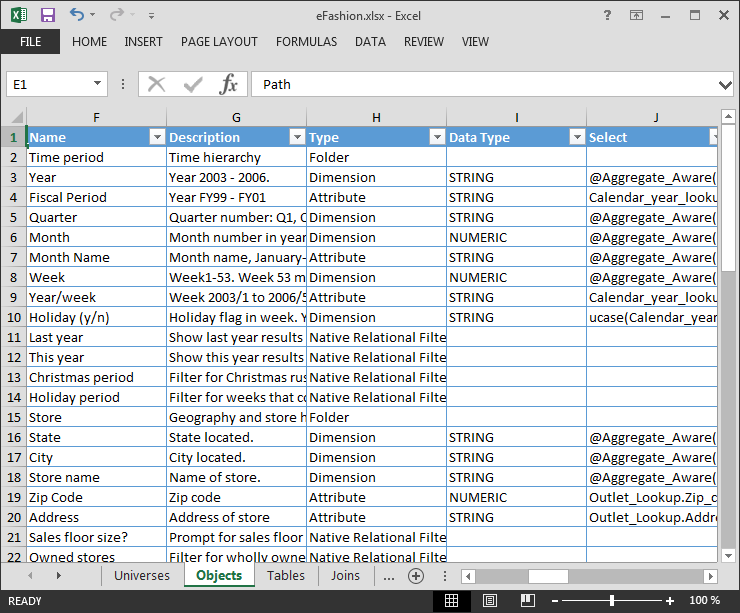 eFashion.xlsx - Excel
FILE HOME INSERT PAGE LAYOUT FORMULAS DATA REVIEW VIEW
E1 fx Path
F G H I J
1 Name Description Type Data Type Select
2 Time period Time hierarchy Folder
3 Year Year 2003 - 2006. Dimension STRING @Aggregate_Aware(
4 Fiscal Period Year FY99 - FY01 Attribute STRING Calendar_year_looku
5 Quarter Quarter number: Q1, Dimension STRING @Aggregate_Aware(
6 Month Month number in year Dimension NUMERIC @Aggregate_Aware(
7 Month Name Month name, January- Attribute STRING @Aggregate_Aware(
8 Week Week1-53. Week 53 m Dimension NUMERIC @Aggregate_Aware(
9 Year/week Week 2003/1 to 2006/5 Attribute STRING Calendar_year_looku
10 Holiday (y/n) Holiday flag in week. Dimension STRING ucase(Calendar_year
11 Last year Show last year results Native Relational Filte
12 This year Show this year results Native Relational Filte
13 Christmas period Filter for Christmas rus Native Relational Filte
14 Holiday period Filter for weeks that co Native Relational Filte
15 Store Geography and store h Folder
16 State State located. Dimension STRING @Aggregate_Aware(
17 City City located. Dimension STRING @Aggregate_Aware(
18 Store name Name of store. Dimension STRING @Aggregate_Aware(
19 Zip Code Zip code Attribute NUMERIC Outlet_Lookup.Zip_c
20 Address Address of store Attribute STRING Outlet_Lookup.Addre
21 Sales floor size? Prompt for sales floor Native Relational Filte
22 Owned stores Filter for wholly owne Native Relational Filte
Universes Objects Tables Joins ...
READY 100 %